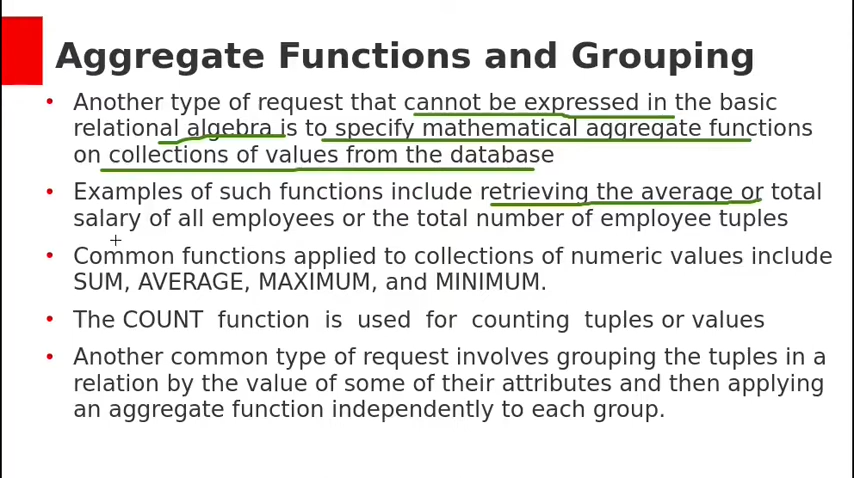 Aggregate Functions and Grouping
• Another type of request that cannot be expressed in the basic
relational algebra is to specify mathematical aggregate functions
on collections of values from the database
• Examples of such functions include retrieving the average or total
salary of all employees or the total number of employee tuples
• Common functions applied to collections of numeric values include
SUM, AVERAGE, MAXIMUM, and MINIMUM.
• The COUNT function is used for counting tuples or values
• Another common type of request involves grouping the tuples in a
relation by the value of some of their attributes and then applying
an aggregate function independently to each group.